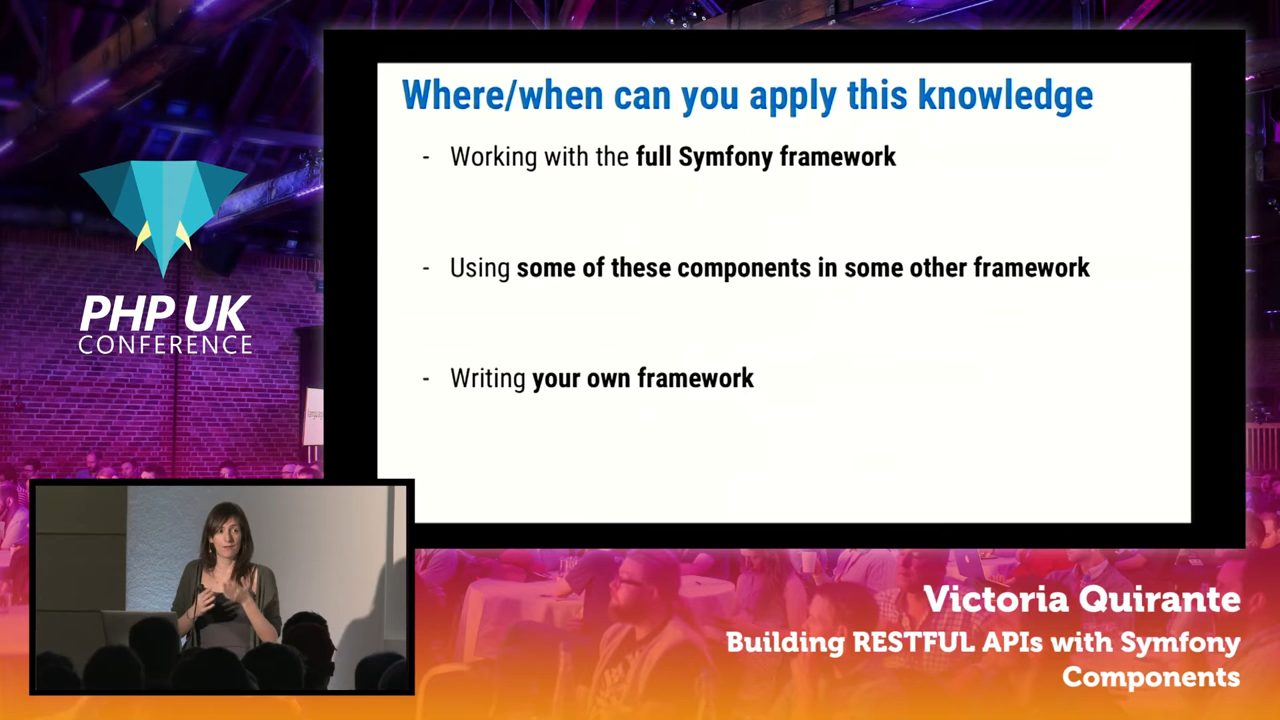 Where/when can you apply this knowledge
- Working with the full Symfony framework
- Using some of these components in some other framework
- Writing your own framework
PHP UK
CONFERENCE
Victoria Quirante
Building RESTFUL APIs with Symfony
Components